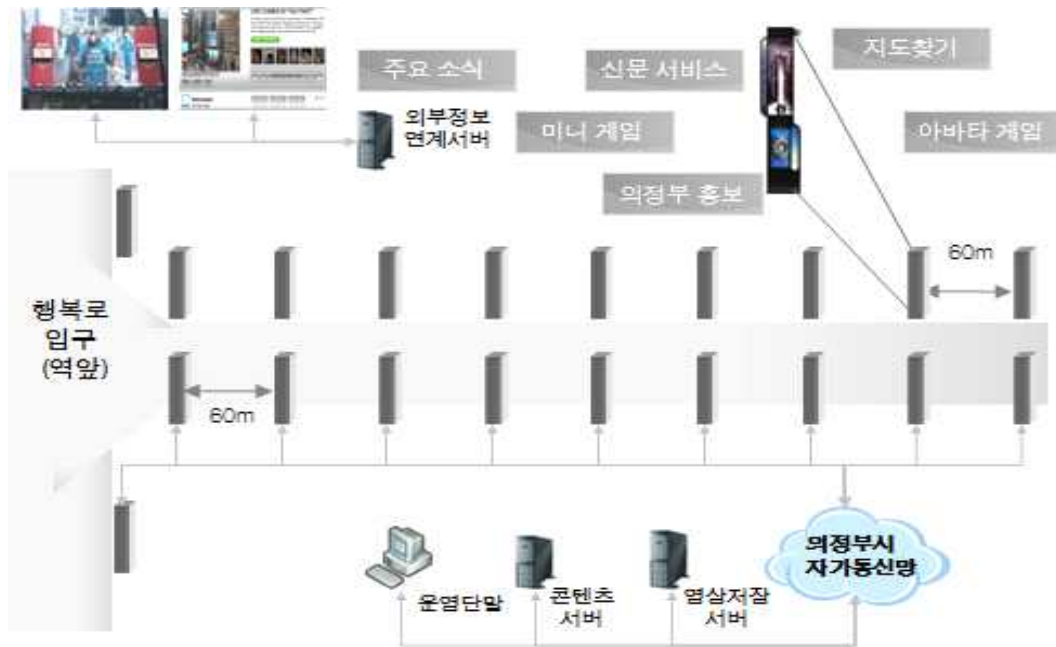 주요 소식
신문 서비스
지도찾기
외부정보
연계서버
미니 게임
아바타 게임
의정부 홍보
60m
행복로
입구
(역앞)
60m
의정부시
자가통신망
운영단말
콘텐츠
서버
영상저장
서버